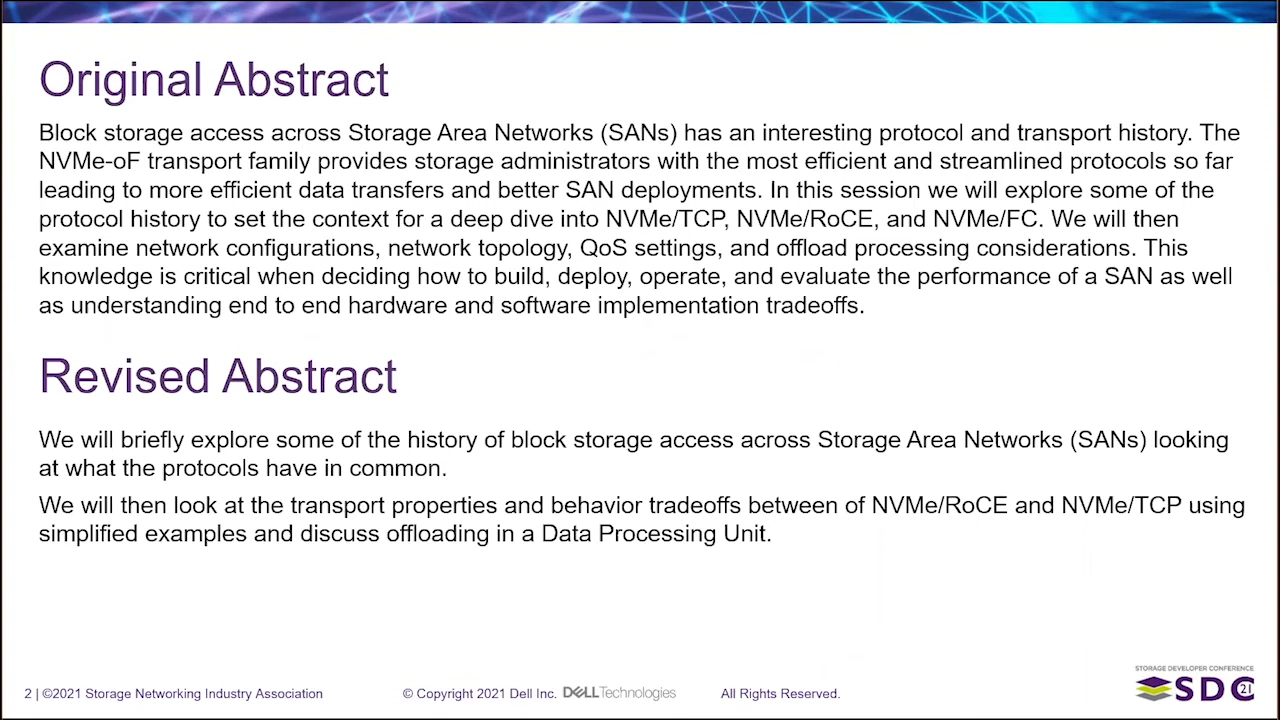 Original Abstract
Block storage access across Storage Area Networks (SANs) has an interesting protocol and transport history. The
NVMe-oF transport family provides storage administrators with the most efficient and streamlined protocols so far
leading to more efficient data transfers and better SAN deployments. In this session we will explore some of the
protocol history to set the context for a deep dive into NVMe/TCP, NVMe/RoCE, and NVMe/FC. We will then
examine network configurations, network topology, QoS settings, and offload processing considerations. This
knowledge is critical when deciding how to build, deploy, operate, and evaluate the performance of a SAN as well
as understanding end to end hardware and software implementation tradeoffs.
Revised Abstract
We will briefly explore some of the history of block storage access across Storage Area Networks (SANs) looking
at what the protocols have in common.
We will then look at the transport properties and behavior tradeoffs between of NVMe/RoCE and NVMe/TCP using
simplified examples and discuss offloading in a Data Processing Unit.
STORAGE DEVELOPER CONFERENCE
SDC 21
2 | ©2021 Storage Networking Industry Association
© Copyright 2021 Dell Inc. DELLTechnologies
All Rights Reserved.